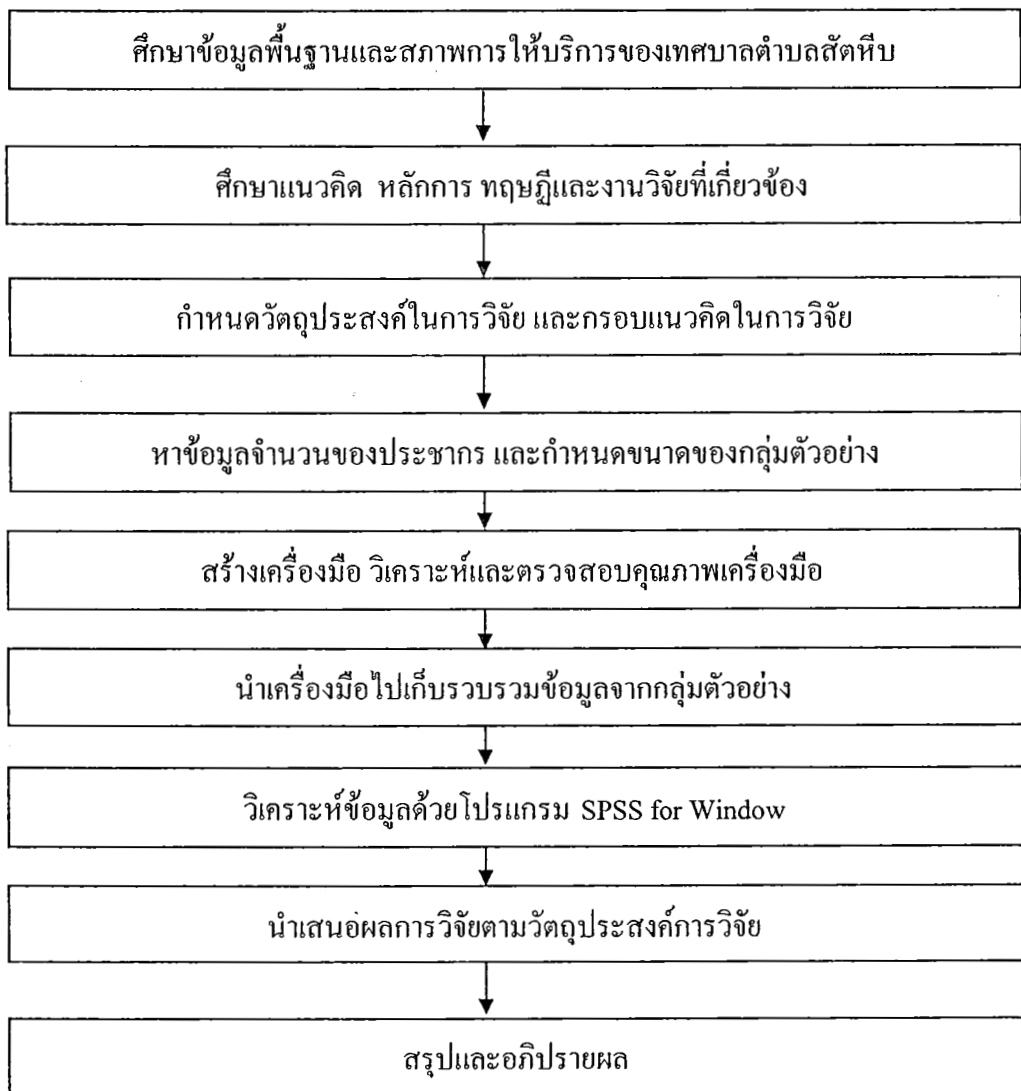 ศึกษาข้อมูลพื้นฐานและสภาพการให้บริการของเทศบาลตำบลสัตหีบ
ศึกษาแนวคิด หลักการ ทฤษฎีและงานวิจัยที่เกี่ยวข้อง
กำหนดวัตถุประสงค์ในการวิจัย และกรอบแนวคิดในการวิจัย
หาข้อมูลจำนวนของประชากร และกำหนดขนาดของกลุ่มตัวอย่าง
สร้างเครื่องมือ วิเคราะห์และตรวจสอบคุณภาพเครื่องมือ
นำเครื่องมือไปเก็บรวบรวมข้อมูลจากกลุ่มตัวอย่าง
วิเคราะห์ข้อมูลด้วยโปรแกรม SPSS for Window
นำเสนอผลการวิจัยตามวัตถุประสงค์การวิจัย
สรุปและอภิปรายผล